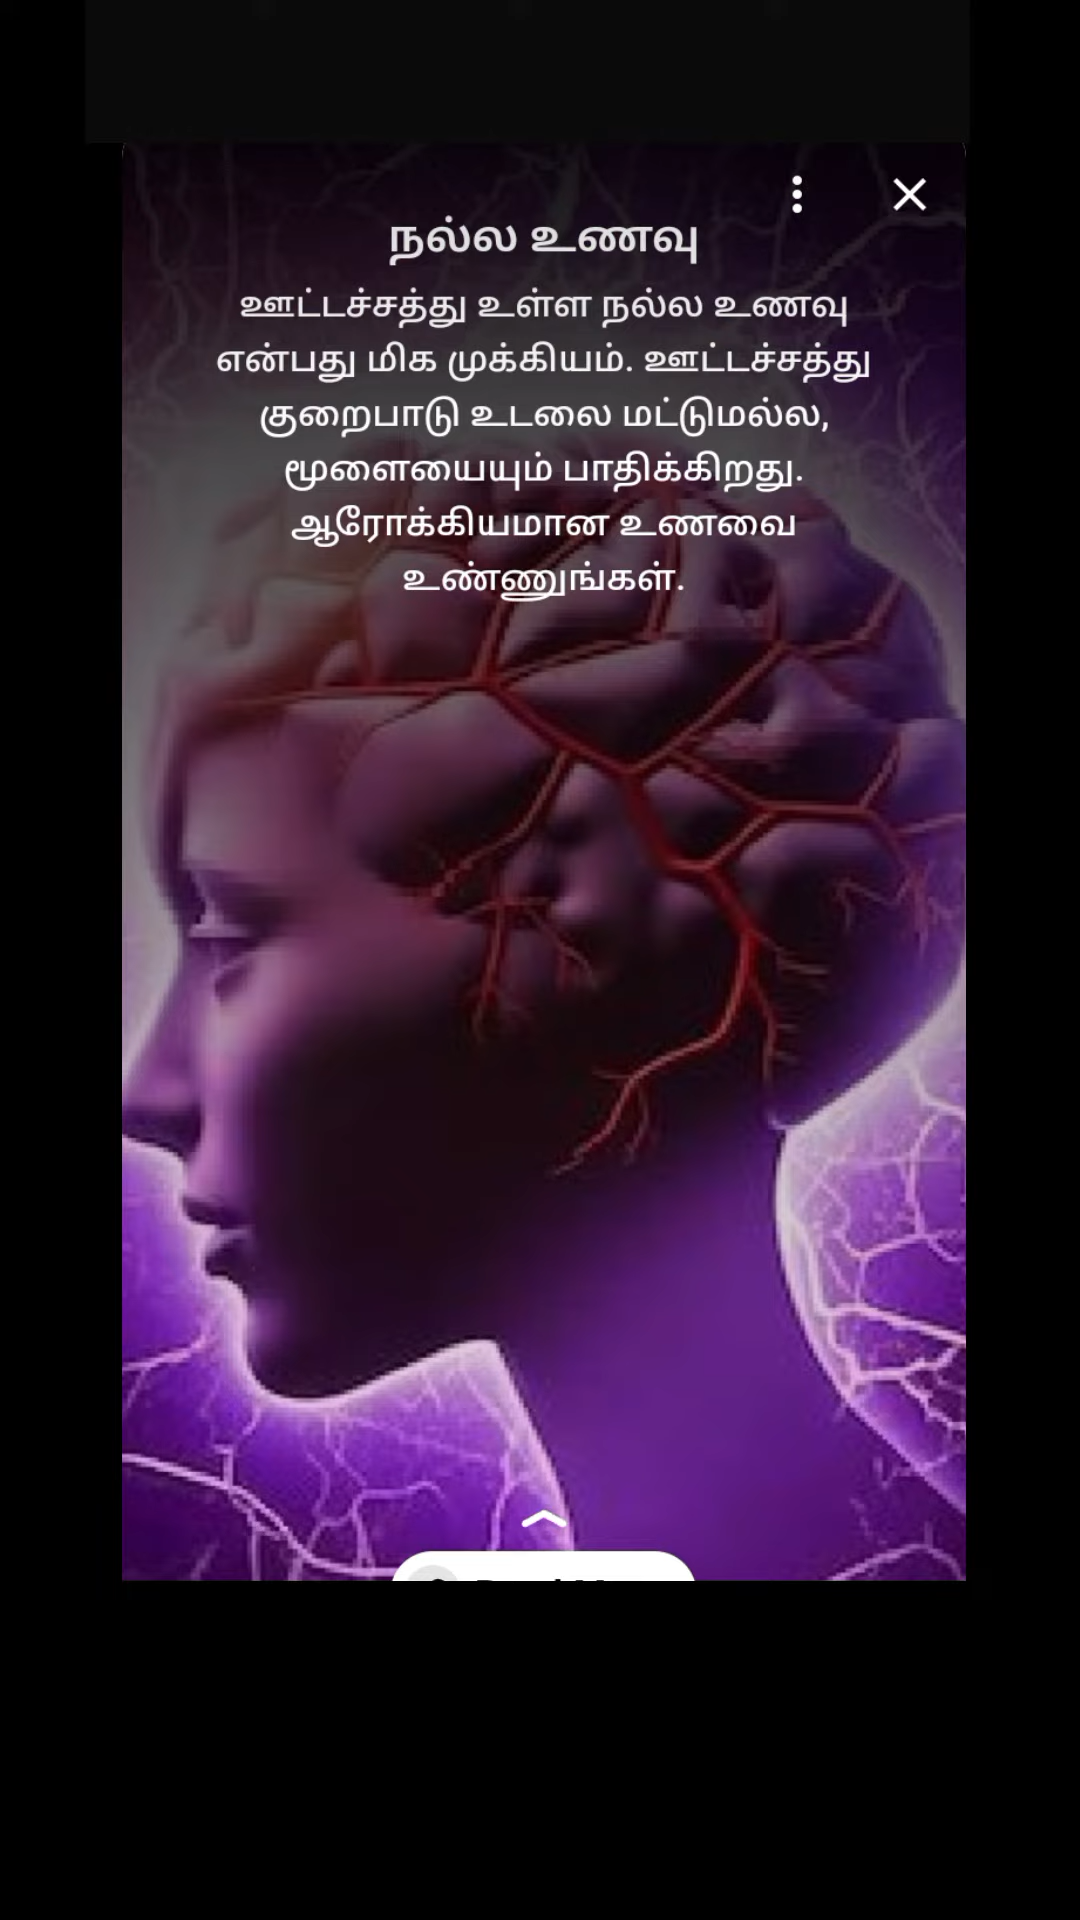 நல்ல உணவு
ஊட்டச்சத்து உள்ள நல்ல உணவு
என்பது மிக முக்கியம். ஊட்டச்சத்து
குறைபாடு உடலை மட்டுமல்ல,
மூளையையும் பாதிக்கிறது.
ஆரோக்கியமான உணவை
உண்ணுங்கள்.